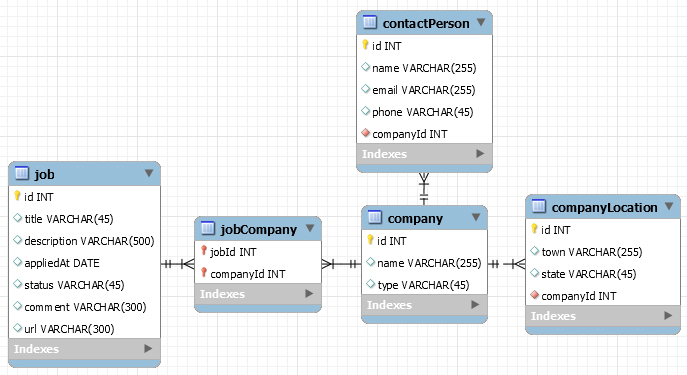 contactPerson
id INT
name VARCHAR(255)
email VARCHAR(255)
phone VARCHAR(45)
companyId INT
Indexes
job
id INT
title VARCHAR(45)
description VARCHAR(500)
appliedAt DATE
status VARCHAR(45)
comment VARCHAR(300)
url VARCHAR(300)
Indexes
jobCompany
jobId INT
companyId INT
Indexes
company
id INT
name VARCHAR(255)
type VARCHAR(45)
Indexes
companyLocation
id INT
town VARCHAR(255)
state VARCHAR(45)
companyId INT
Indexes